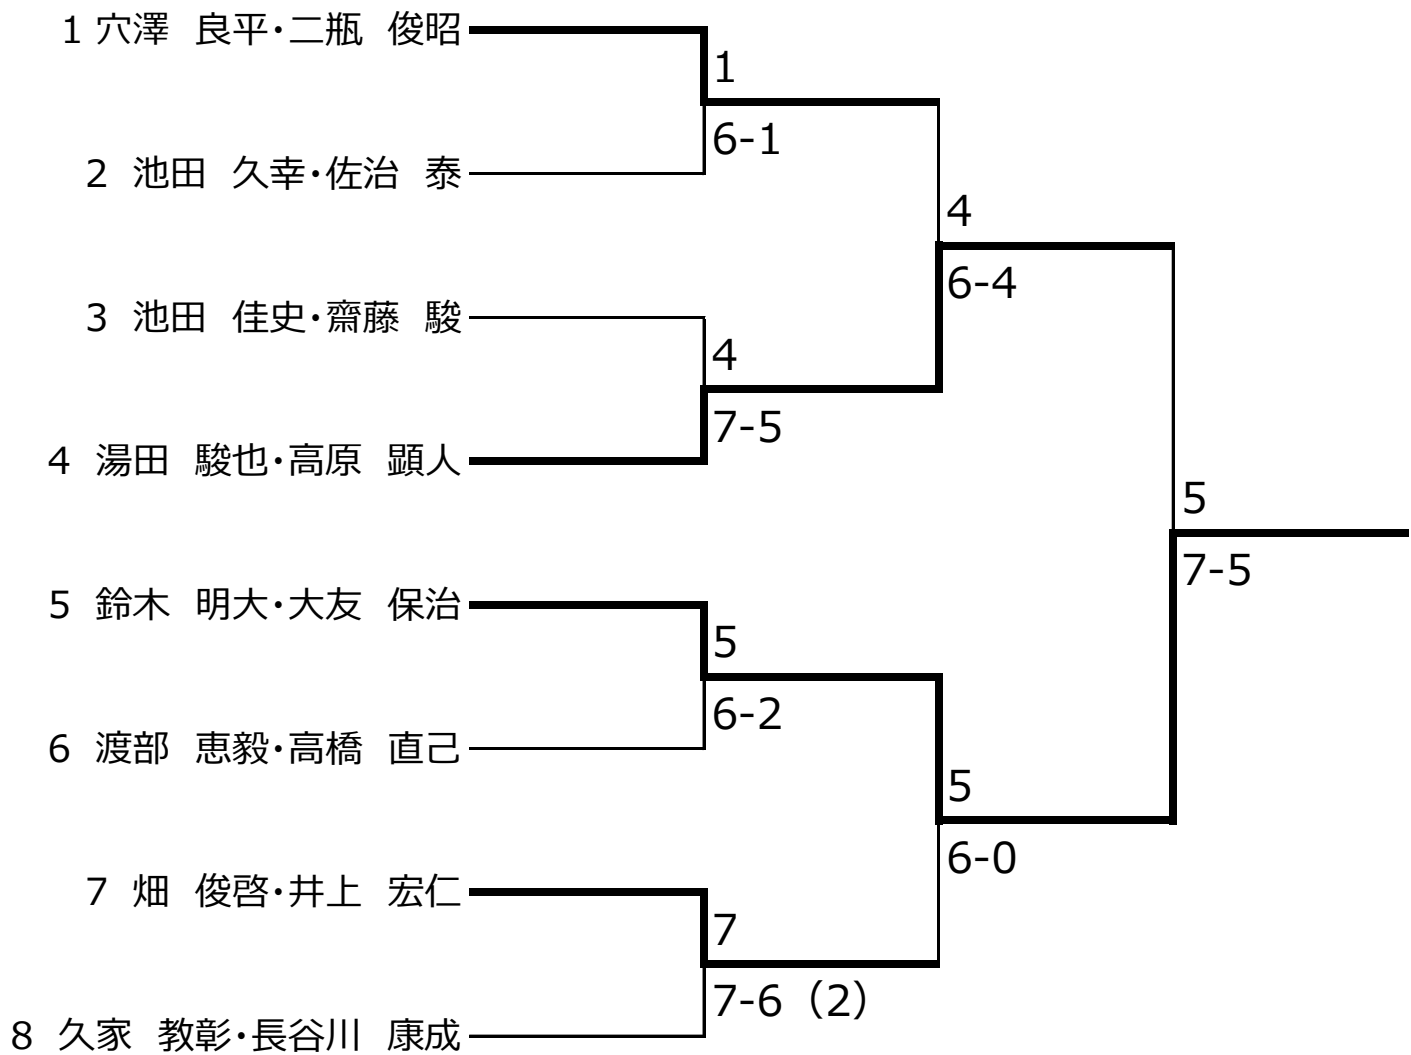 1 穴澤 良平・二瓶 俊昭
1
6-1
2 池田 久幸・佐治 泰
4
6-4
3 池田 佳史・齋藤 駿
4
7-5
4 湯田 駿也・高原 顕人
5
7-5
5 鈴木 明大・大友 保治
5
6-2
6 渡部 恵毅・高橋 直己
5
6-0
7 畑 俊啓・井上 宏仁
7
7-6（2）
8 久家 教彰・長谷川 康成